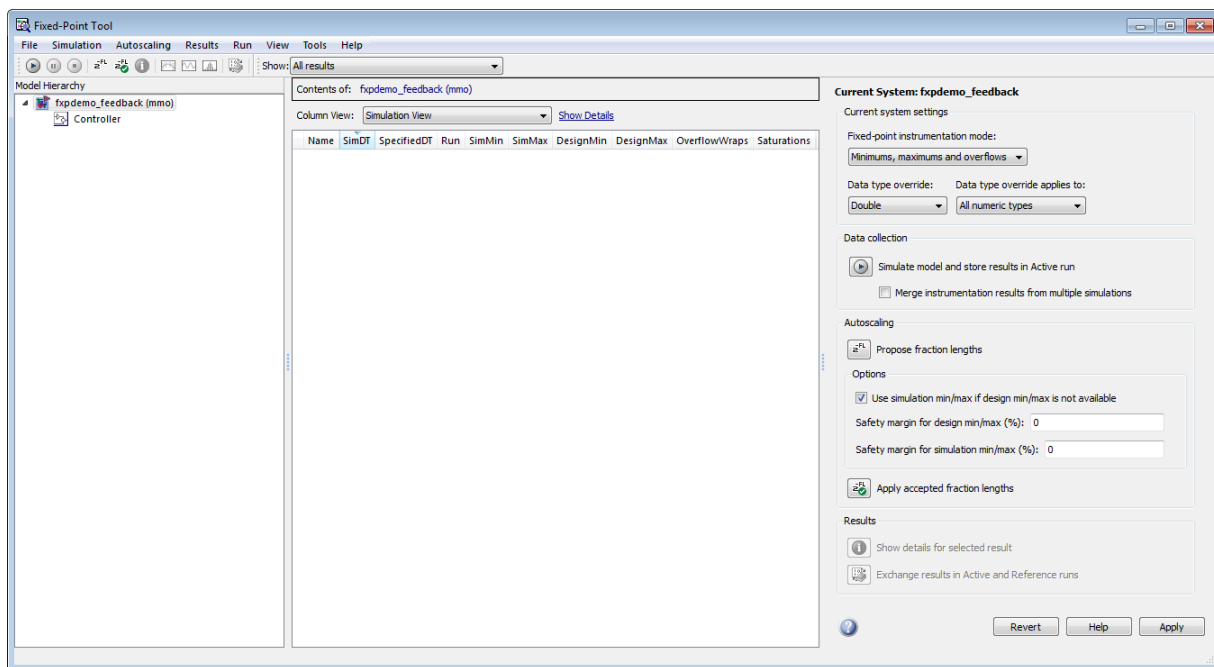 Fixed-Point Tool
File Simulation Autoscaling Results Run View Tools Help
Show: All results
Model Hierarchy
fxpdemo_feedback (mmo)
Controller
Contents of: fxpdemo_feedback (mmo)
Column View: Simulation View Show Details
Name SimDT SpecifiedDT Run SimMin SimMax DesignMin DesignMax OverflowWraps Saturations
Current System: fxpdemo_feedback
Current system settings
Fixed-point instrumentation mode:
Minimums, maximums and overflows
Data type override: Data type override applies to:
Double All numeric types
Data collection
Simulate model and store results in Active run
Merge instrumentation results from multiple simulations
Autoscaling
Propose fraction lengths
Options
Use simulation min/max if design min/max is not available
Safety margin for design min/max (%): 0
Safety margin for simulation min/max (%): 0
Apply accepted fraction lengths
Results
Show details for selected result
Exchange results in Active and Reference runs
Revert Help Apply